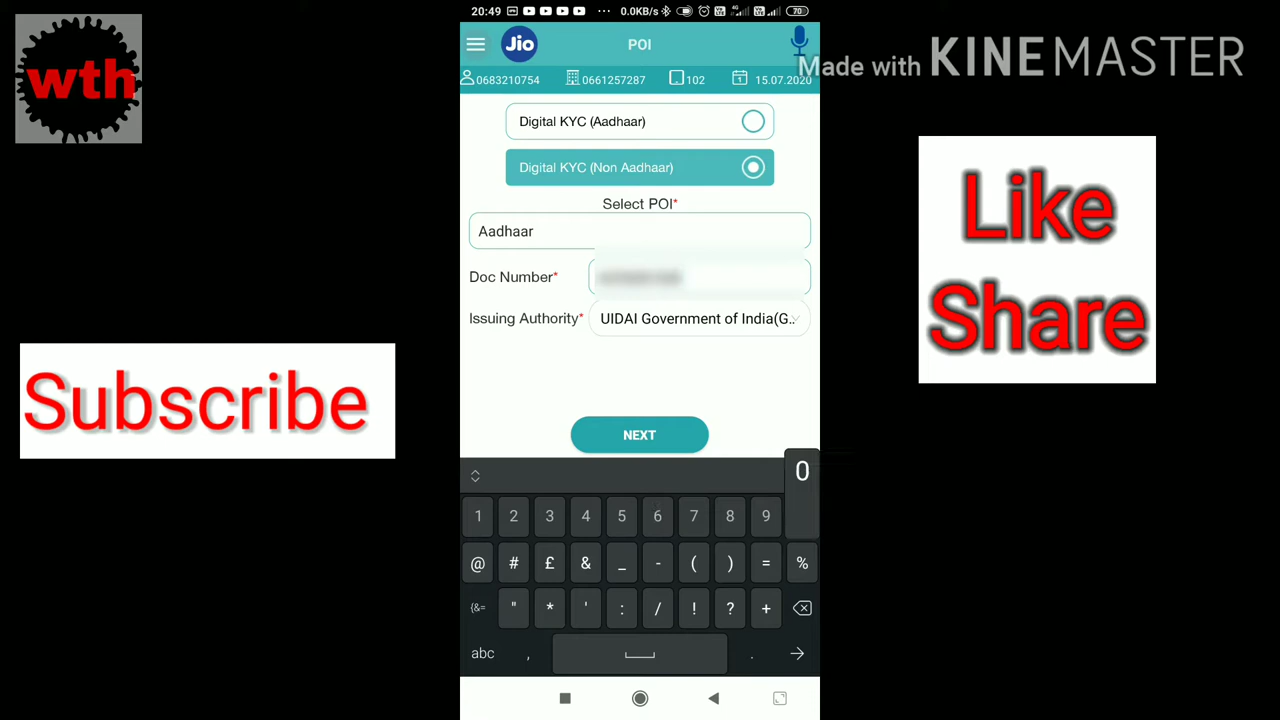 wth
Subscribe
20:49
0.0KB/s
4G
70
Jio
POI
0683210754
0661257287
102
15.07.2020
Digital KYC (Aadhaar)
Digital KYC (Non Aadhaar)
Select POI*
Aadhaar
Doc Number*
Issuing Authority*
UIDAI Government of India(G..
NEXT
0
1 2 3 4 5 6 7 8 9
@ # £ & _ - ( ) = %
{&= " * ' : / ! ? +
abc , .
Made with KINEMASTER
Like
Share